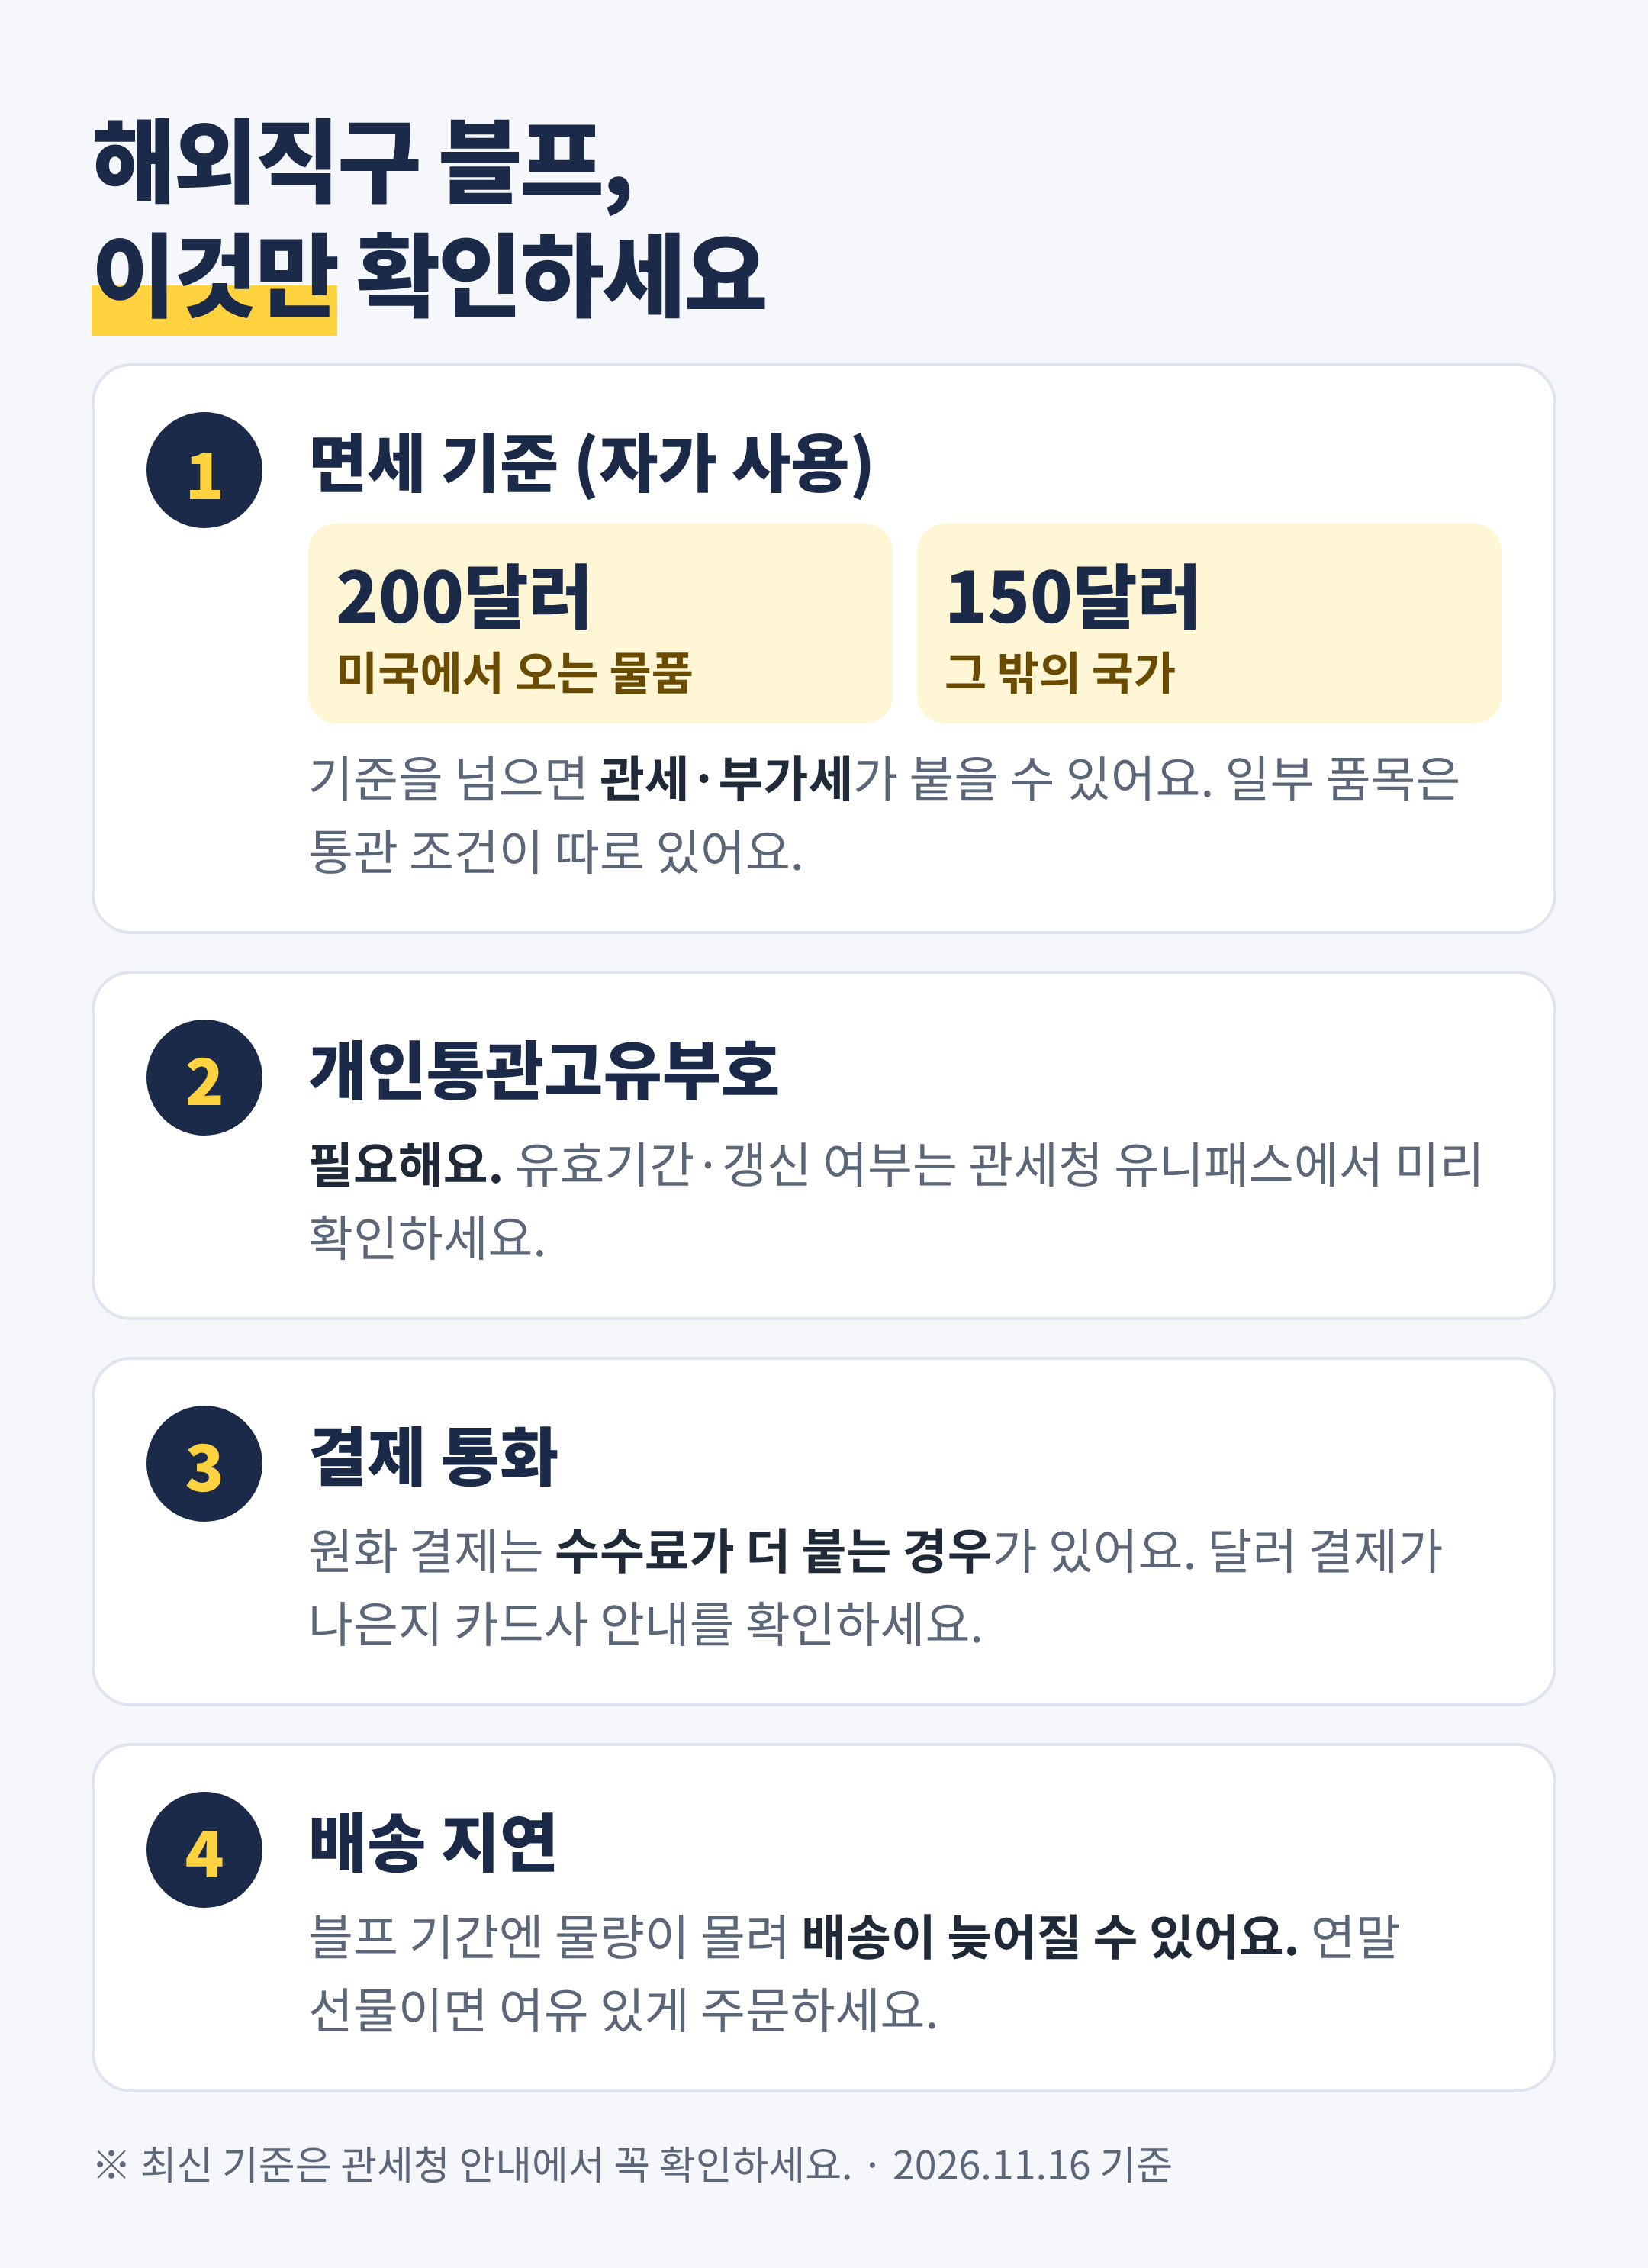 해외직구 블프,
이것만 확인하세요
1
면세 기준 (자가 사용)
200달러
미국에서 오는 물품
150달러
그 밖의 국가
기준을 넘으면 관세·부가세가 붙을 수 있어요. 일부 품목은
통관 조건이 따로 있어요.
2
개인통관고유부호
필요해요. 유효기간·갱신 여부는 관세청 유니패스에서 미리
확인하세요.
3
결제 통화
원화 결제는 수수료가 더 붙는 경우가 있어요. 달러 결제가
나은지 카드사 안내를 확인하세요.
4
배송 지연
블프 기간엔 물량이 몰려 배송이 늦어질 수 있어요. 연말
선물이면 여유 있게 주문하세요.
※ 최신 기준은 관세청 안내에서 꼭 확인하세요. · 2026.11.16 기준